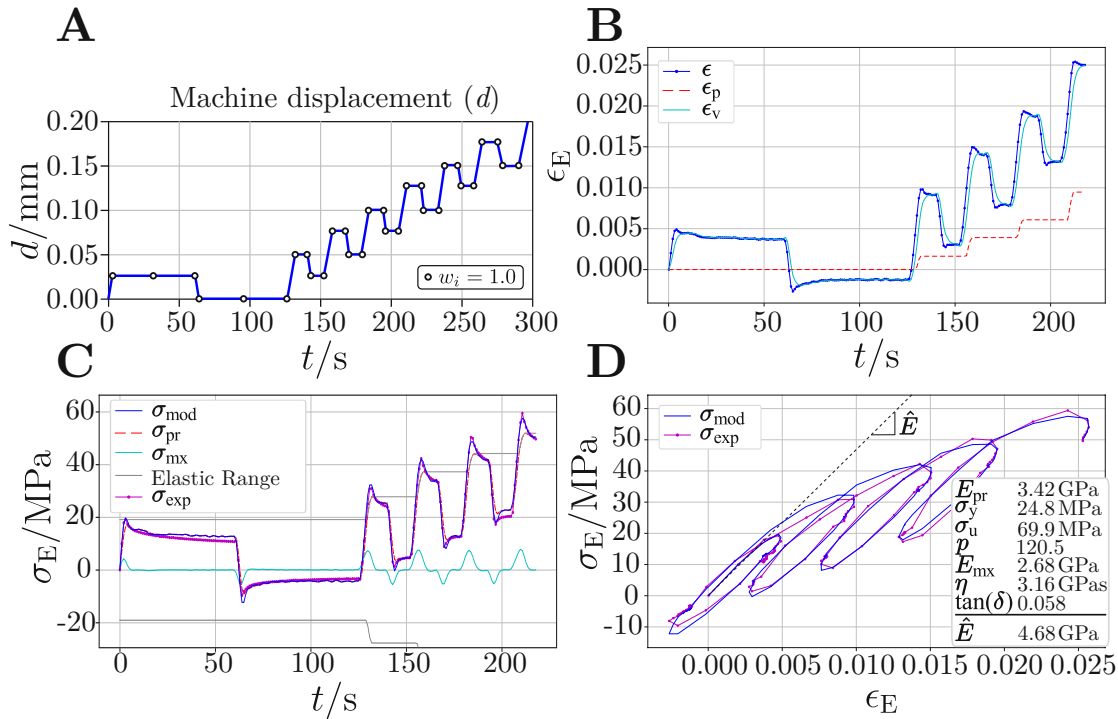 A
Machine displacement (d)
0.20
0.15
0.10
0.05
0.00
d/mm
w_i = 1.0
0 50 100 150 200 250 300
t/s
B
0.025
0.020
0.015
0.010
0.005
0.000
ϵ_E
ϵ
ϵ_p
ϵ_v
0 50 100 150 200
t/s
C
60
40
20
0
-20
σ_E/MPa
σ_mod
σ_pr
σ_mx
Elastic Range
σ_exp
0 50 100 150 200
t/s
D
60
50
40
30
20
10
0
-10
σ_E/MPa
σ_mod
σ_exp
Ê
E_pr 3.42 GPa
σ_y 24.8 MPa
σ_u 69.9 MPa
p 120.5
E_mx 2.68 GPa
η 3.16 GPas
tan(δ) 0.058
Ê 4.68 GPa
0.000 0.005 0.010 0.015 0.020 0.025
ϵ_E